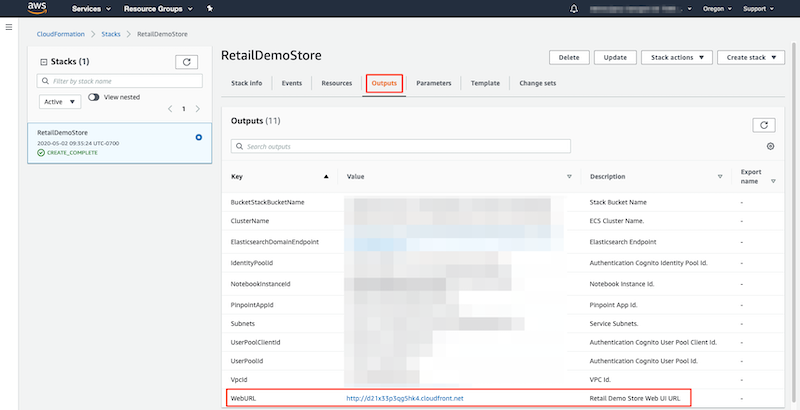 aws Services Resource Groups Oregon Support
CloudFormation > Stacks > RetailDemoStore
Stacks (1)
Filter by stack name
Active View nested
1
RetailDemoStore
2020-05-02 09:35:24 UTC-0700
CREATE_COMPLETE
RetailDemoStore
Delete Update Stack actions Create stack
Stack info Events Resources Outputs Parameters Template Change sets
Outputs (11)
Search outputs
Key Value Description Export name
BucketStackBucketName Stack Bucket Name -
ClusterName ECS Cluster Name. -
ElasticsearchDomainEndpoint Elasticsearch Endpoint -
IdentityPoolId Authentication Cognito Identity Pool Id. -
NotebookInstanceId Notebook Instance Id. -
PinpointAppId Pinpoint App Id. -
Subnets Service Subnets. -
UserPoolClientId Authentication Cognito User Pool Client Id. -
UserPoolId Authentication Cognito User Pool Id. -
VpcId VPC Id. -
WebURL http://d21x33p3qg5hk4.cloudfront.net Retail Demo Store Web UI URL -